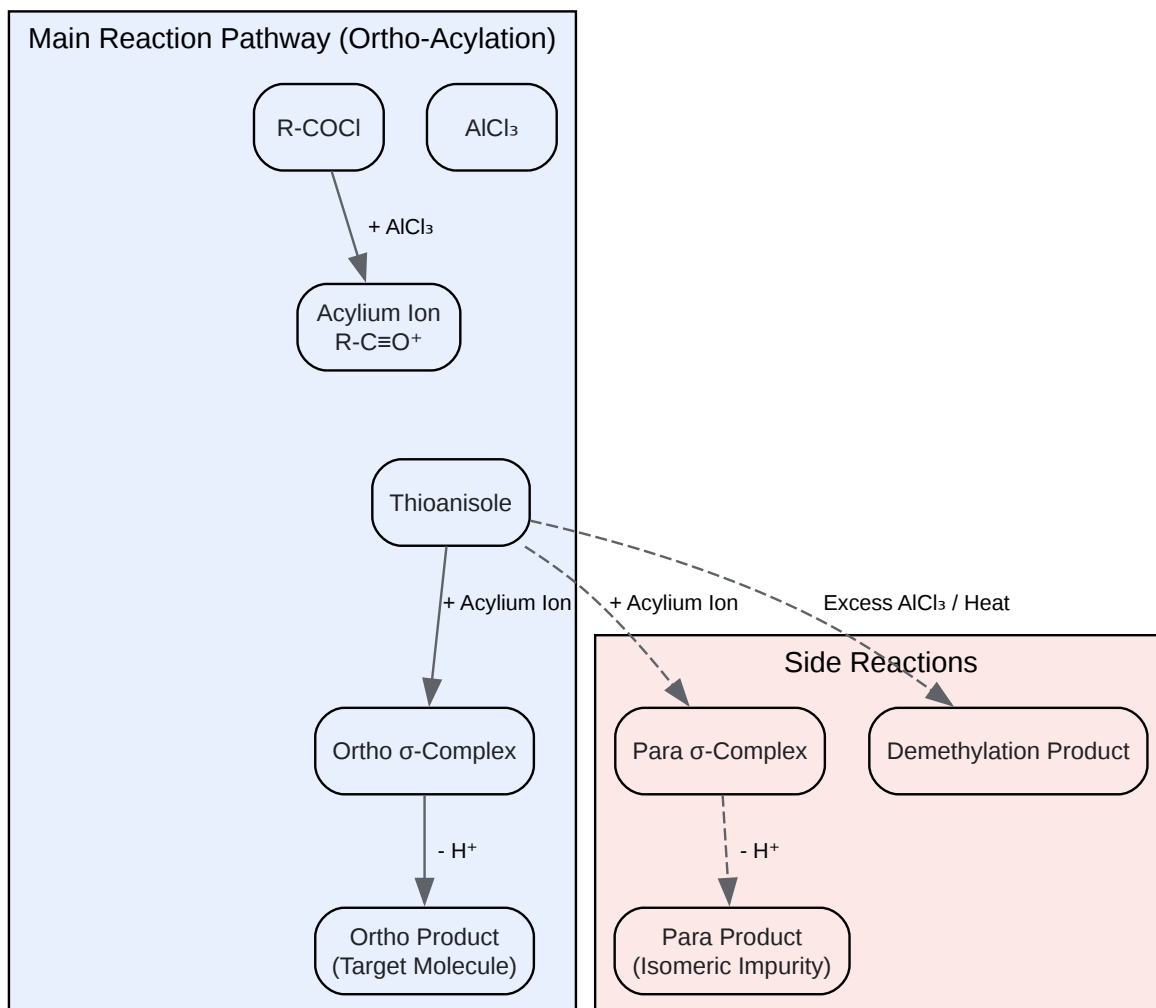 Main Reaction Pathway (Ortho-Acylation)
R-COCl
AlCl₃
+ AlCl₃
Acylium Ion
R-C≡O⁺
Thioanisole
+ Acylium Ion
+ Acylium Ion
Excess AlCl₃ / Heat
Side Reactions
Ortho σ-Complex
Para σ-Complex
Demethylation Product
- H⁺
- H⁺
Ortho Product
(Target Molecule)
Para Product
(Isomeric Impurity)